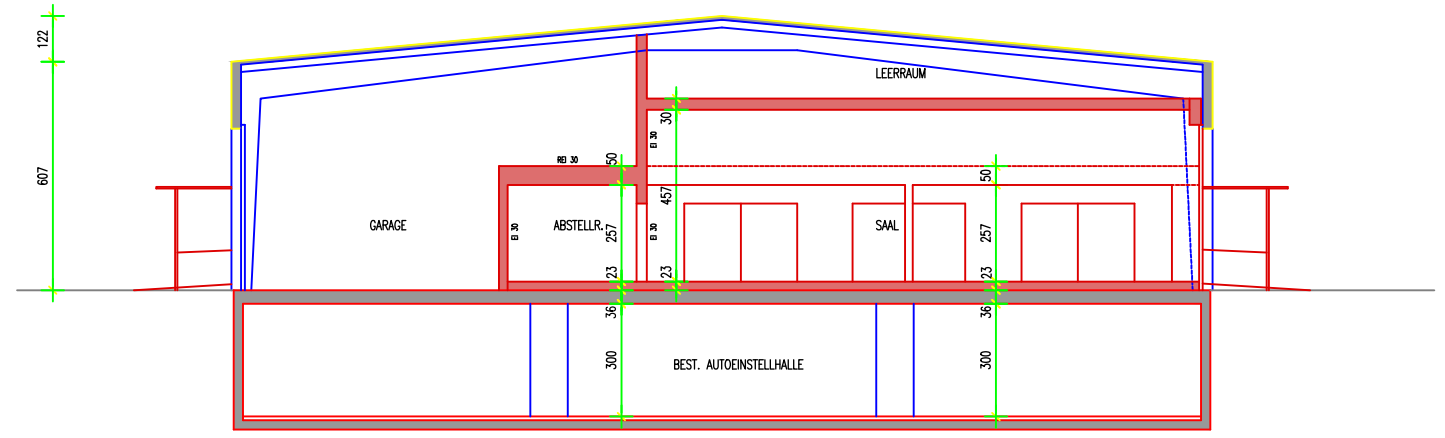 122
607
LEERRAUM
30
EI 30
REI 30
50
50
457
GARAGE
EI 30
ABSTELLR.
257
EI 30
SAAL
257
23
23
23
36
36
300
BEST. AUTOEINSTELLHALLE
300